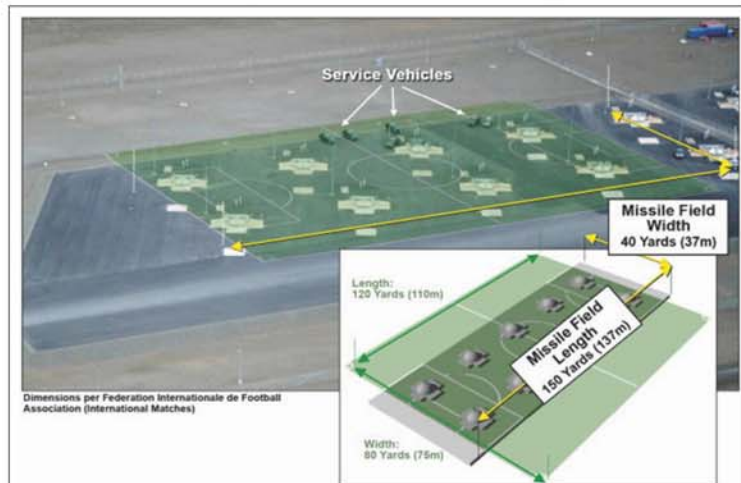 Service Vehicles
Missile Field
Width
40 Yards (37m)
Length:
120 Yards (110m)
Missile Field
Length
150 Yards (137m)
Width:
80 Yards (75m)
Dimensions per Federation Internationale de Football
Association (International Matches)